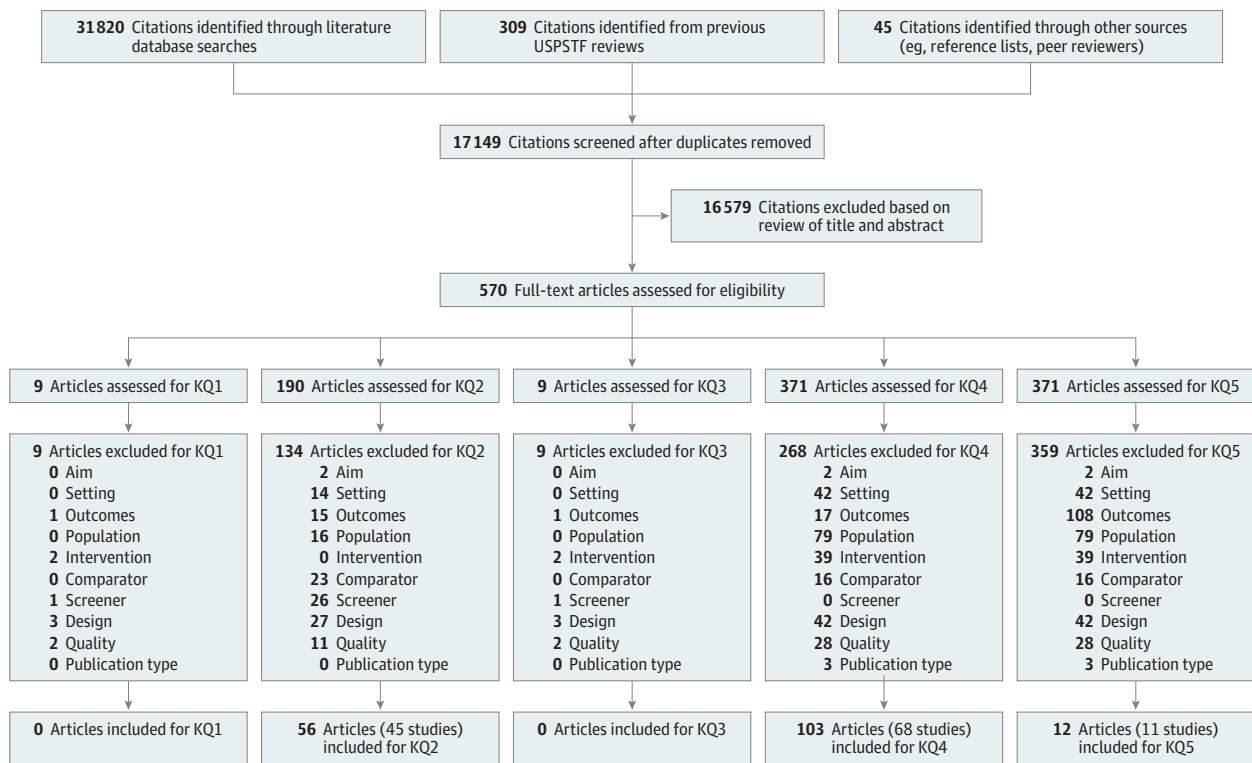 31820 Citations identified through literature
database searches
309 Citations identified from previous
USPSTF reviews
45 Citations identified through other sources
(eg, reference lists, peer reviewers)
17149 Citations screened after duplicates removed
16579 Citations excluded based on
review of title and abstract
570 Full-text articles assessed for eligibility
9 Articles assessed for KQ1
190 Articles assessed for KQ2
9 Articles assessed for KQ3
371 Articles assessed for KQ4
371 Articles assessed for KQ5
9 Articles excluded for KQ1
0 Aim
0 Setting
1 Outcomes
0 Population
2 Intervention
0 Comparator
1 Screener
3 Design
2 Quality
0 Publication type
134 Articles excluded for KQ2
2 Aim
14 Setting
15 Outcomes
16 Population
0 Intervention
23 Comparator
26 Screener
27 Design
11 Quality
0 Publication type
9 Articles excluded for KQ3
0 Aim
0 Setting
1 Outcomes
0 Population
2 Intervention
0 Comparator
1 Screener
3 Design
2 Quality
0 Publication type
268 Articles excluded for KQ4
2 Aim
42 Setting
17 Outcomes
79 Population
39 Intervention
16 Comparator
0 Screener
42 Design
28 Quality
3 Publication type
359 Articles excluded for KQ5
2 Aim
42 Setting
108 Outcomes
79 Population
39 Intervention
16 Comparator
0 Screener
42 Design
28 Quality
3 Publication type
0 Articles included for KQ1
56 Articles (45 studies)
included for KQ2
0 Articles included for KQ3
103 Articles (68 studies)
included for KQ4
12 Articles (11 studies)
included for KQ5